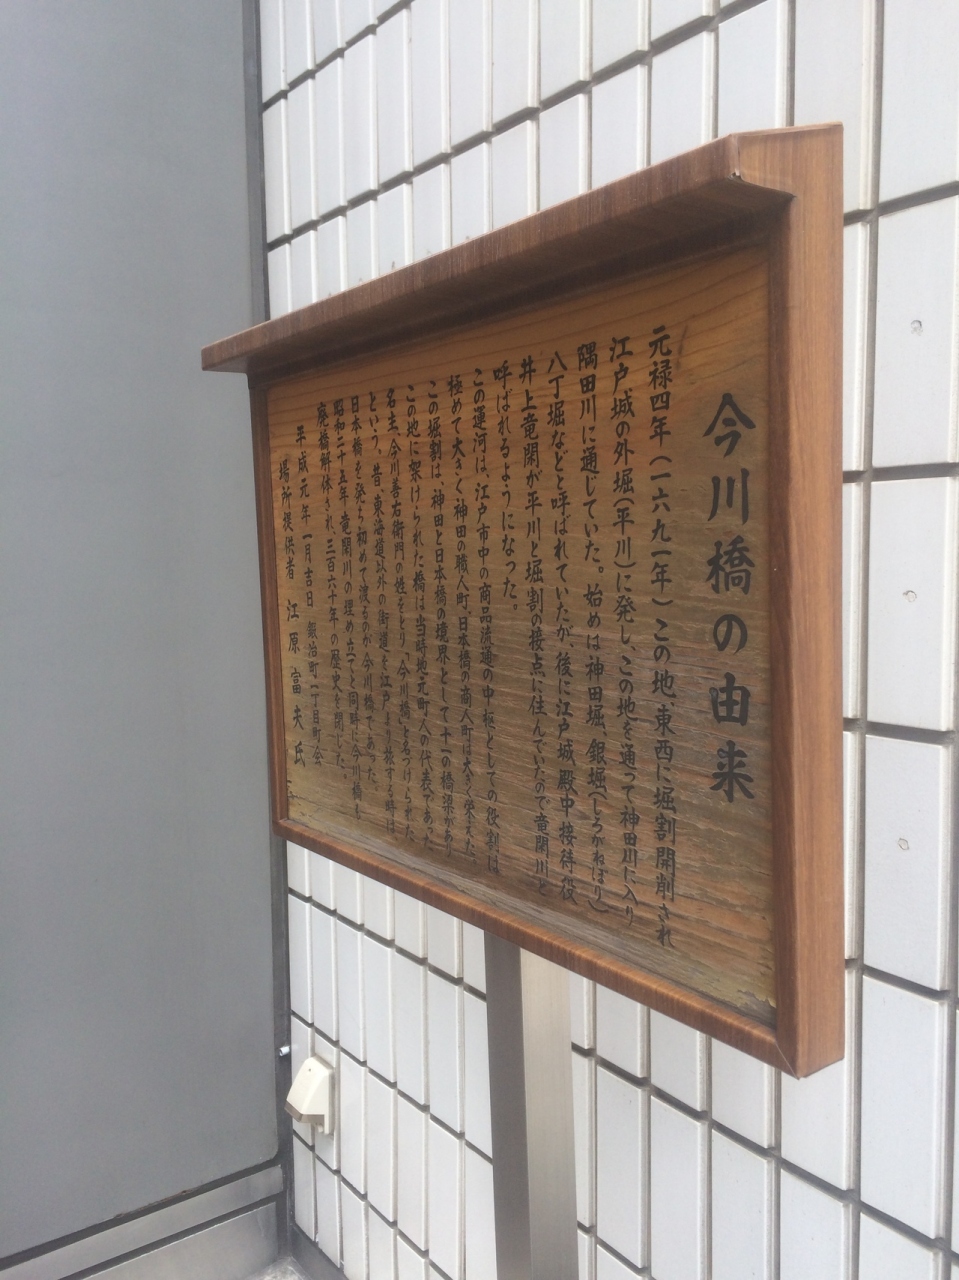 今川橋の由来
元禄四年（一六九一年）この地、東西に堀割開削され
江戸城の外堀（平川）に発し、この地を通って神田川に入り
隅田川に通じていた。始めは神田堀、銀堀（しろがねぼり）
八丁堀などと呼ばれていたが、後に江戸城、殿中接待役
井上竜閑が平川と堀割の接点に住んでいたので竜閑川と
呼ばれるようになった。
この運河は、江戸市中の商品流通の中枢としての役割は
極めて大きく神田の職人町、日本橋の商人町は大きく栄えた。
この堀割は、神田と日本橋の境界として十一の橋梁があり
この地に架けられた橋は当時地元町人の代表であった
名主、今川善右衛門の姓をとり「今川橋」と名づけられた
という。昔、東海道以外の街道を江戸より旅する時は
日本橋を発ち初めて渡るのが今川橋であった。
昭和二十五年竜閑川の埋め立てと同時に今川橋も
廃橋解体され、三百六十年の歴史を閉じた。
平成元年一月吉日 鍛冶町一丁目町会
場所提供者 江原富夫氏